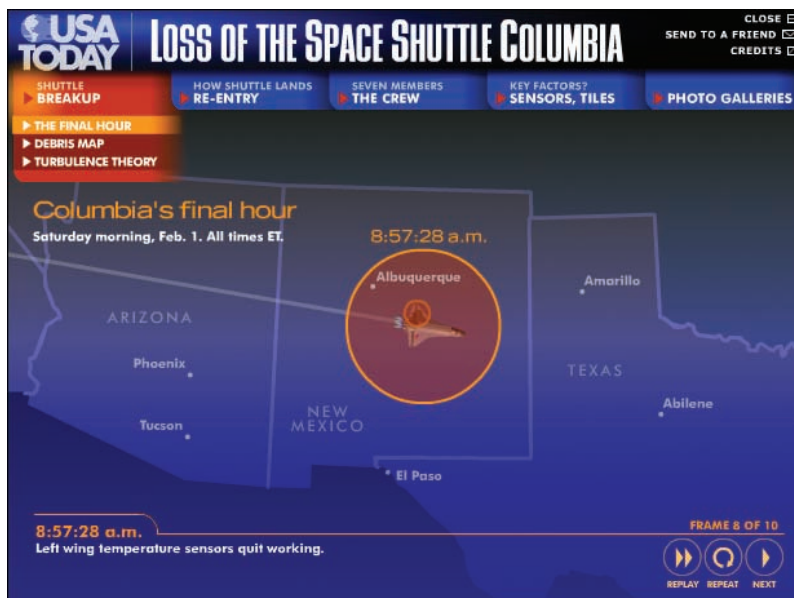 USA
TODAY
LOSS OF THE SPACE SHUTTLE COLUMBIA
CLOSE
SEND TO A FRIEND
CREDITS
SHUTTLE
BREAKUP
HOW SHUTTLE LANDS
RE-ENTRY
SEVEN MEMBERS
THE CREW
KEY FACTORS?
SENSORS, TILES
PHOTO GALLERIES
THE FINAL HOUR
DEBRIS MAP
TURBULENCE THEORY
Columbia's final hour
Saturday morning, Feb. 1. All times ET.
8:57:28 a.m.
Albuquerque
Amarillo
ARIZONA
Phoenix
TEXAS
Abilene
NEW
MEXICO
Tucson
El Paso
8:57:28 a.m.
Left wing temperature sensors quit working.
FRAME 8 OF 10
REPLAY
REPEAT
NEXT